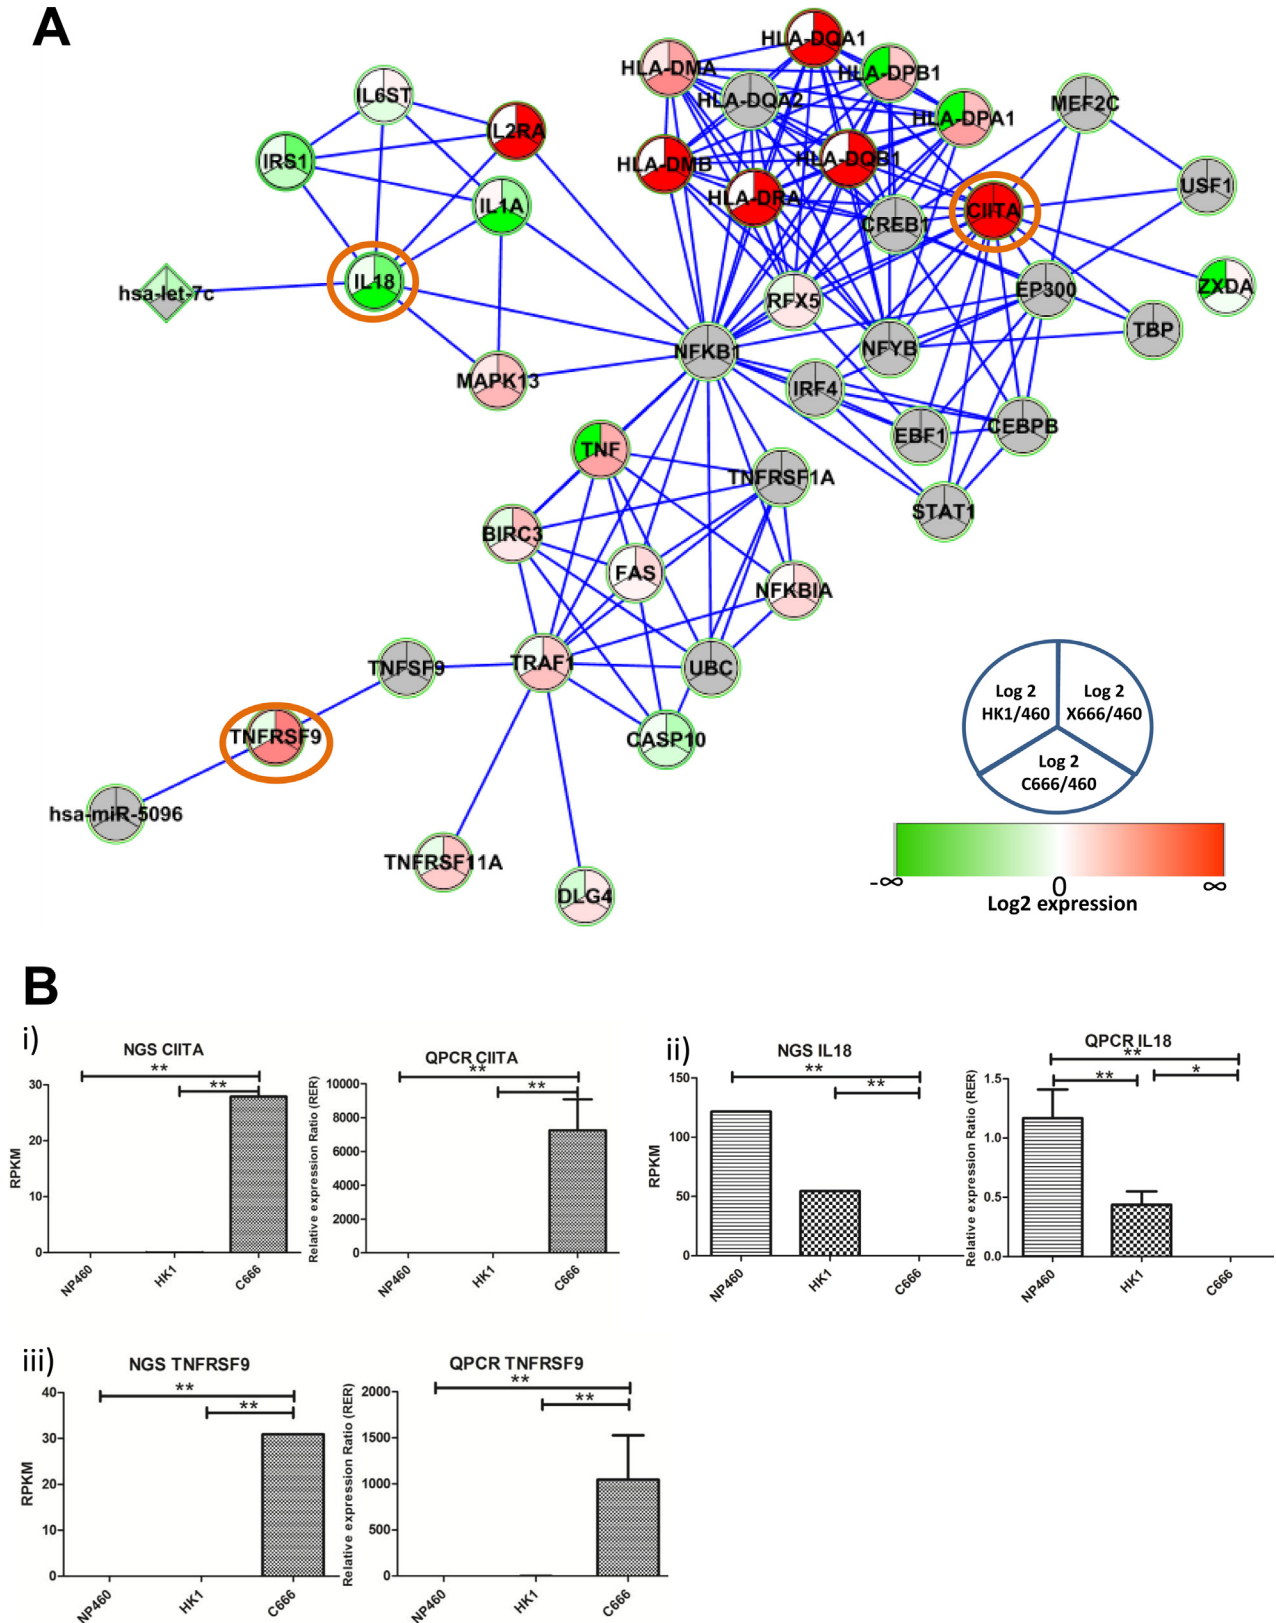 A
HLA-DQA1
HLA-DMA
HLA-DPB1
IL6ST
HLA-DQA2
MEF2C
HLA-DPA1
IL2RA
IRS1
HLA-DMB
HLA-DQB1
USF1
HLA-DRA
IL1A
CIITA
CREB1
hsa-let-7c
IL18
RFX5
EP300
ZXDA
TBP
NFKB1
NFYB
MAPK13
IRF4
CEBPB
EBF1
TNF
TNFRSF1A
STAT1
BIRC3
FAS
NFKBIA
TNFSF9
TRAF1
UBC
TNFRSF9
CASP10
hsa-miR-5096
TNFRSF11A
DLG4
Log 2
HK1/460
Log 2
X666/460
Log 2
C666/460
-∞
0
∞
Log2 expression
B
i)
NGS CIITA
**
**
RPKM
30
20
10
0
NP460
HK1
C666
QPCR CIITA
**
**
Relative expression Ratio (RER)
10000
8000
6000
4000
2000
0
NP460
HK1
C666
ii)
NGS IL18
**
**
RPKM
150
100
50
0
NP460
HK1
C666
QPCR IL18
**
**
*
Relative expression Ratio (RER)
1.5
1.0
0.5
0.0
NP460
HK1
C666
iii)
NGS TNFRSF9
**
**
RPKM
40
30
20
10
0
NP460
HK1
C666
QPCR TNFRSF9
**
**
Relative expression Ratio (RER)
2000
1500
1000
500
0
NP460
HK1
C666